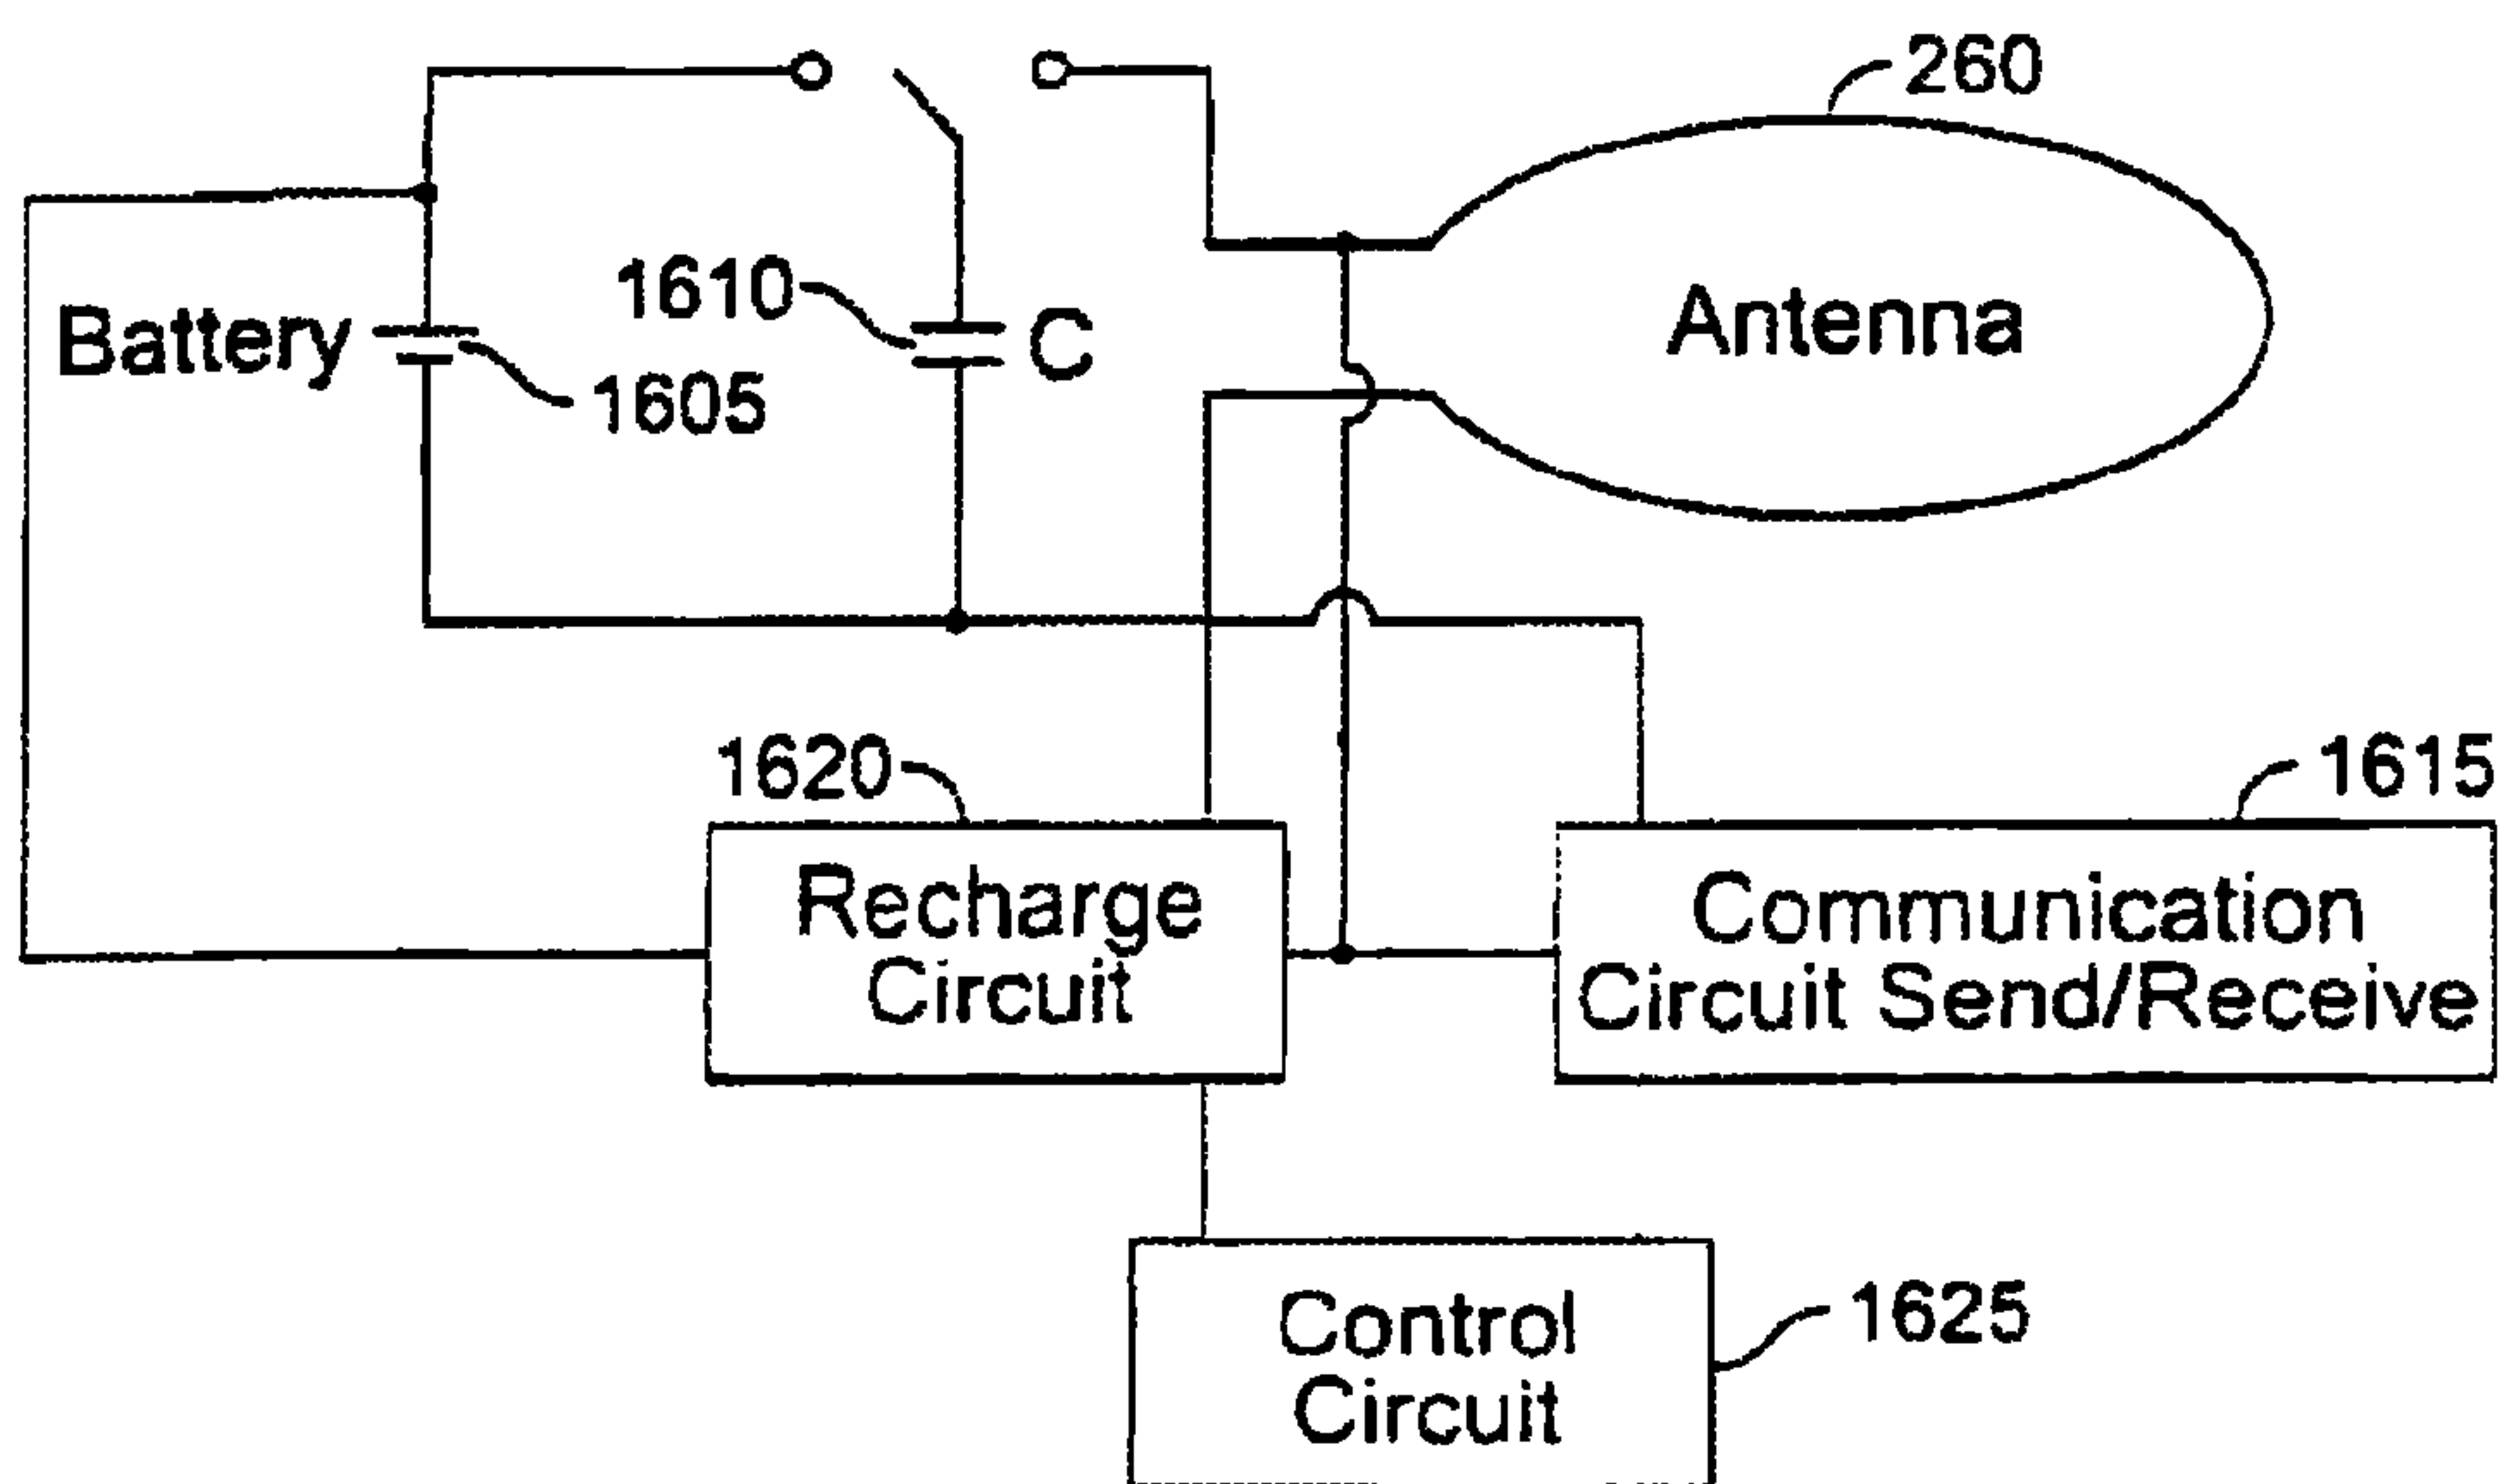 260
1610
Battery
C
Antenna
1605
1620
1615
Recharge
Circuit
Communication
Circuit Send/Receive
1625
Control
Circuit